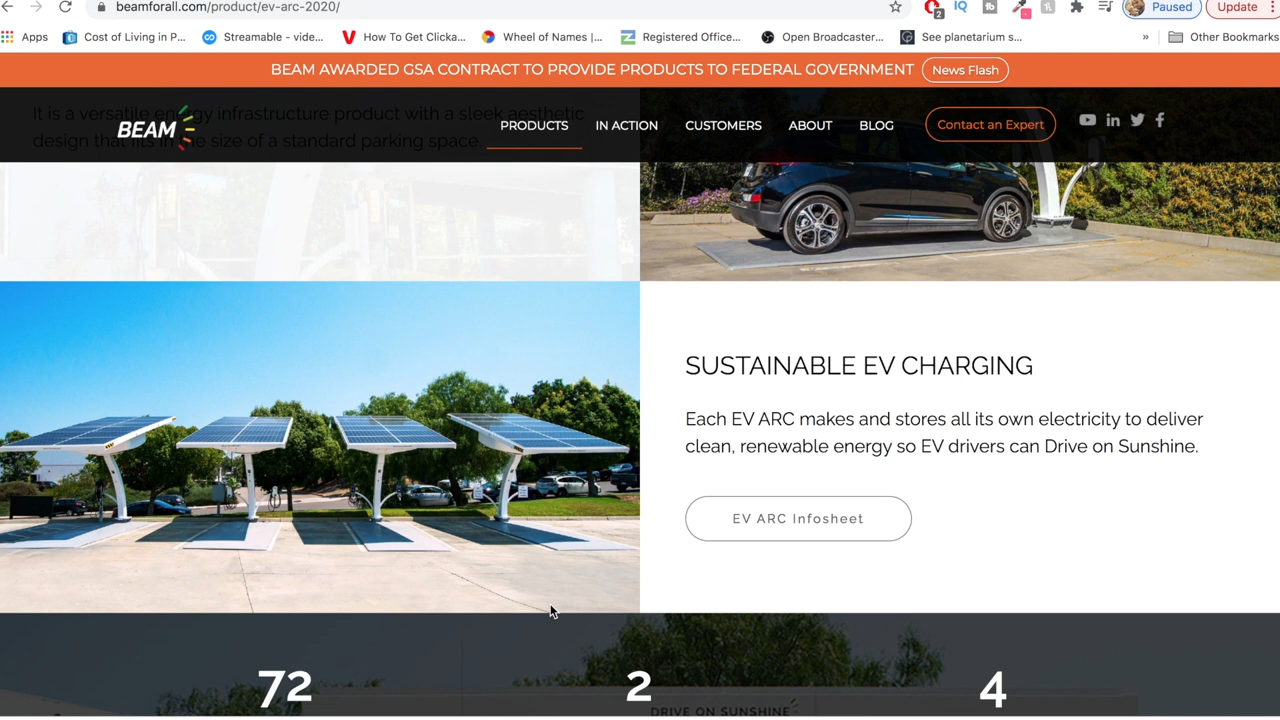 beamforall.com/product/ev-arc-2020/
2
IQ
Paused
Update
Apps
Cost of Living in P...
Streamable - vide...
How To Get Clicka...
Wheel of Names |...
Registered Office...
Open Broadcaster...
See planetarium s...
»
Other Bookmarks
BEAM AWARDED GSA CONTRACT TO PROVIDE PRODUCTS TO FEDERAL GOVERNMENT
News Flash
It is a versatile energy infrastructure product with a sleek aesthetic
design that fits in the size of a standard parking space.
BEAM
PRODUCTS
IN ACTION
CUSTOMERS
ABOUT
BLOG
Contact an Expert
SUSTAINABLE EV CHARGING
Each EV ARC makes and stores all its own electricity to deliver
clean, renewable energy so EV drivers can Drive on Sunshine.
EV ARC Infosheet
72
2
4
DRIVE ON SUNSHINE